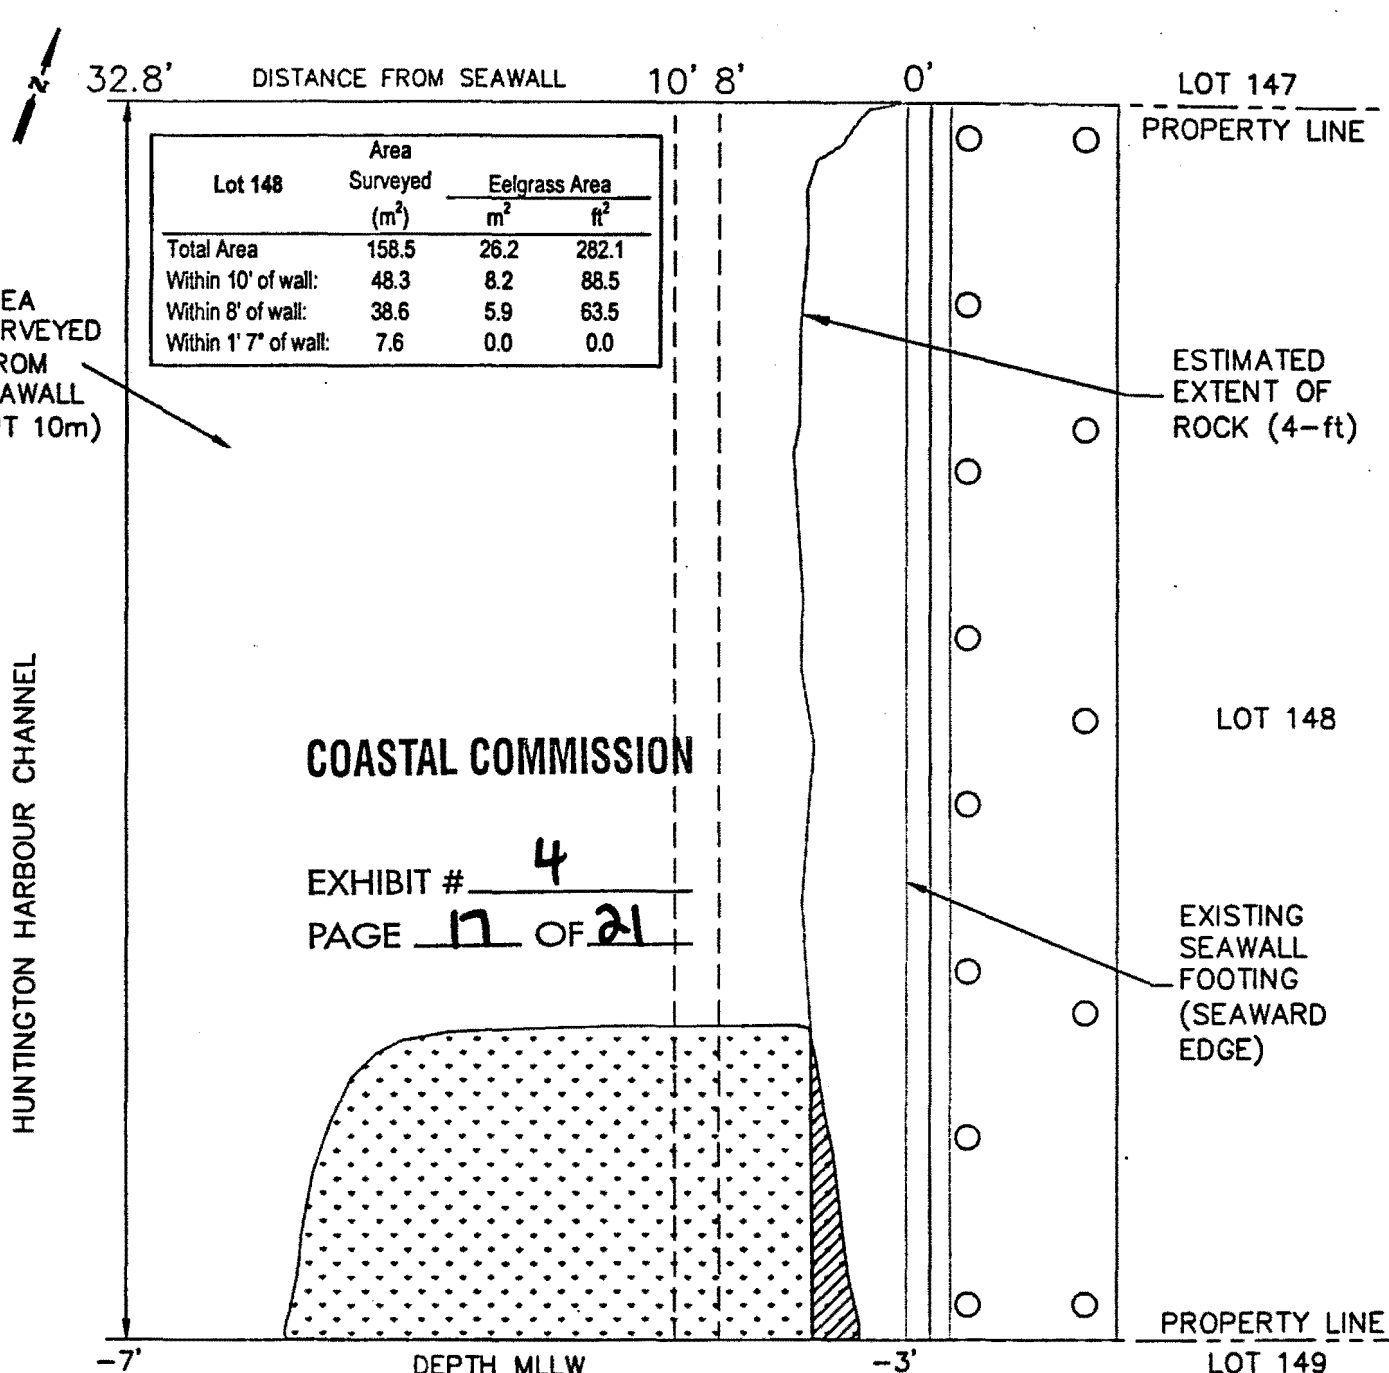 N
32.8' DISTANCE FROM SEAWALL 10' 8' 0' LOT 147
PROPERTY LINE
Area
Lot 148 Surveyed Eelgrass Area
(m²) m² ft²
Total Area 158.5 26.2 282.1
Within 10' of wall: 48.3 8.2 88.5
Within 8' of wall: 38.6 5.9 63.5
Within 1' 7" of wall: 7.6 0.0 0.0
EA
RVEYED
ROM
AWALL
T 10m)
ESTIMATED
EXTENT OF
ROCK (4-ft)
HUNTINGTON HARBOUR CHANNEL
LOT 148
COASTAL COMMISSION
EXHIBIT # 4
PAGE 17 OF 21
EXISTING
SEAWALL
FOOTING
(SEAWARD
EDGE)
PROPERTY LINE
-7' DEPTH MLLW -3' LOT 149